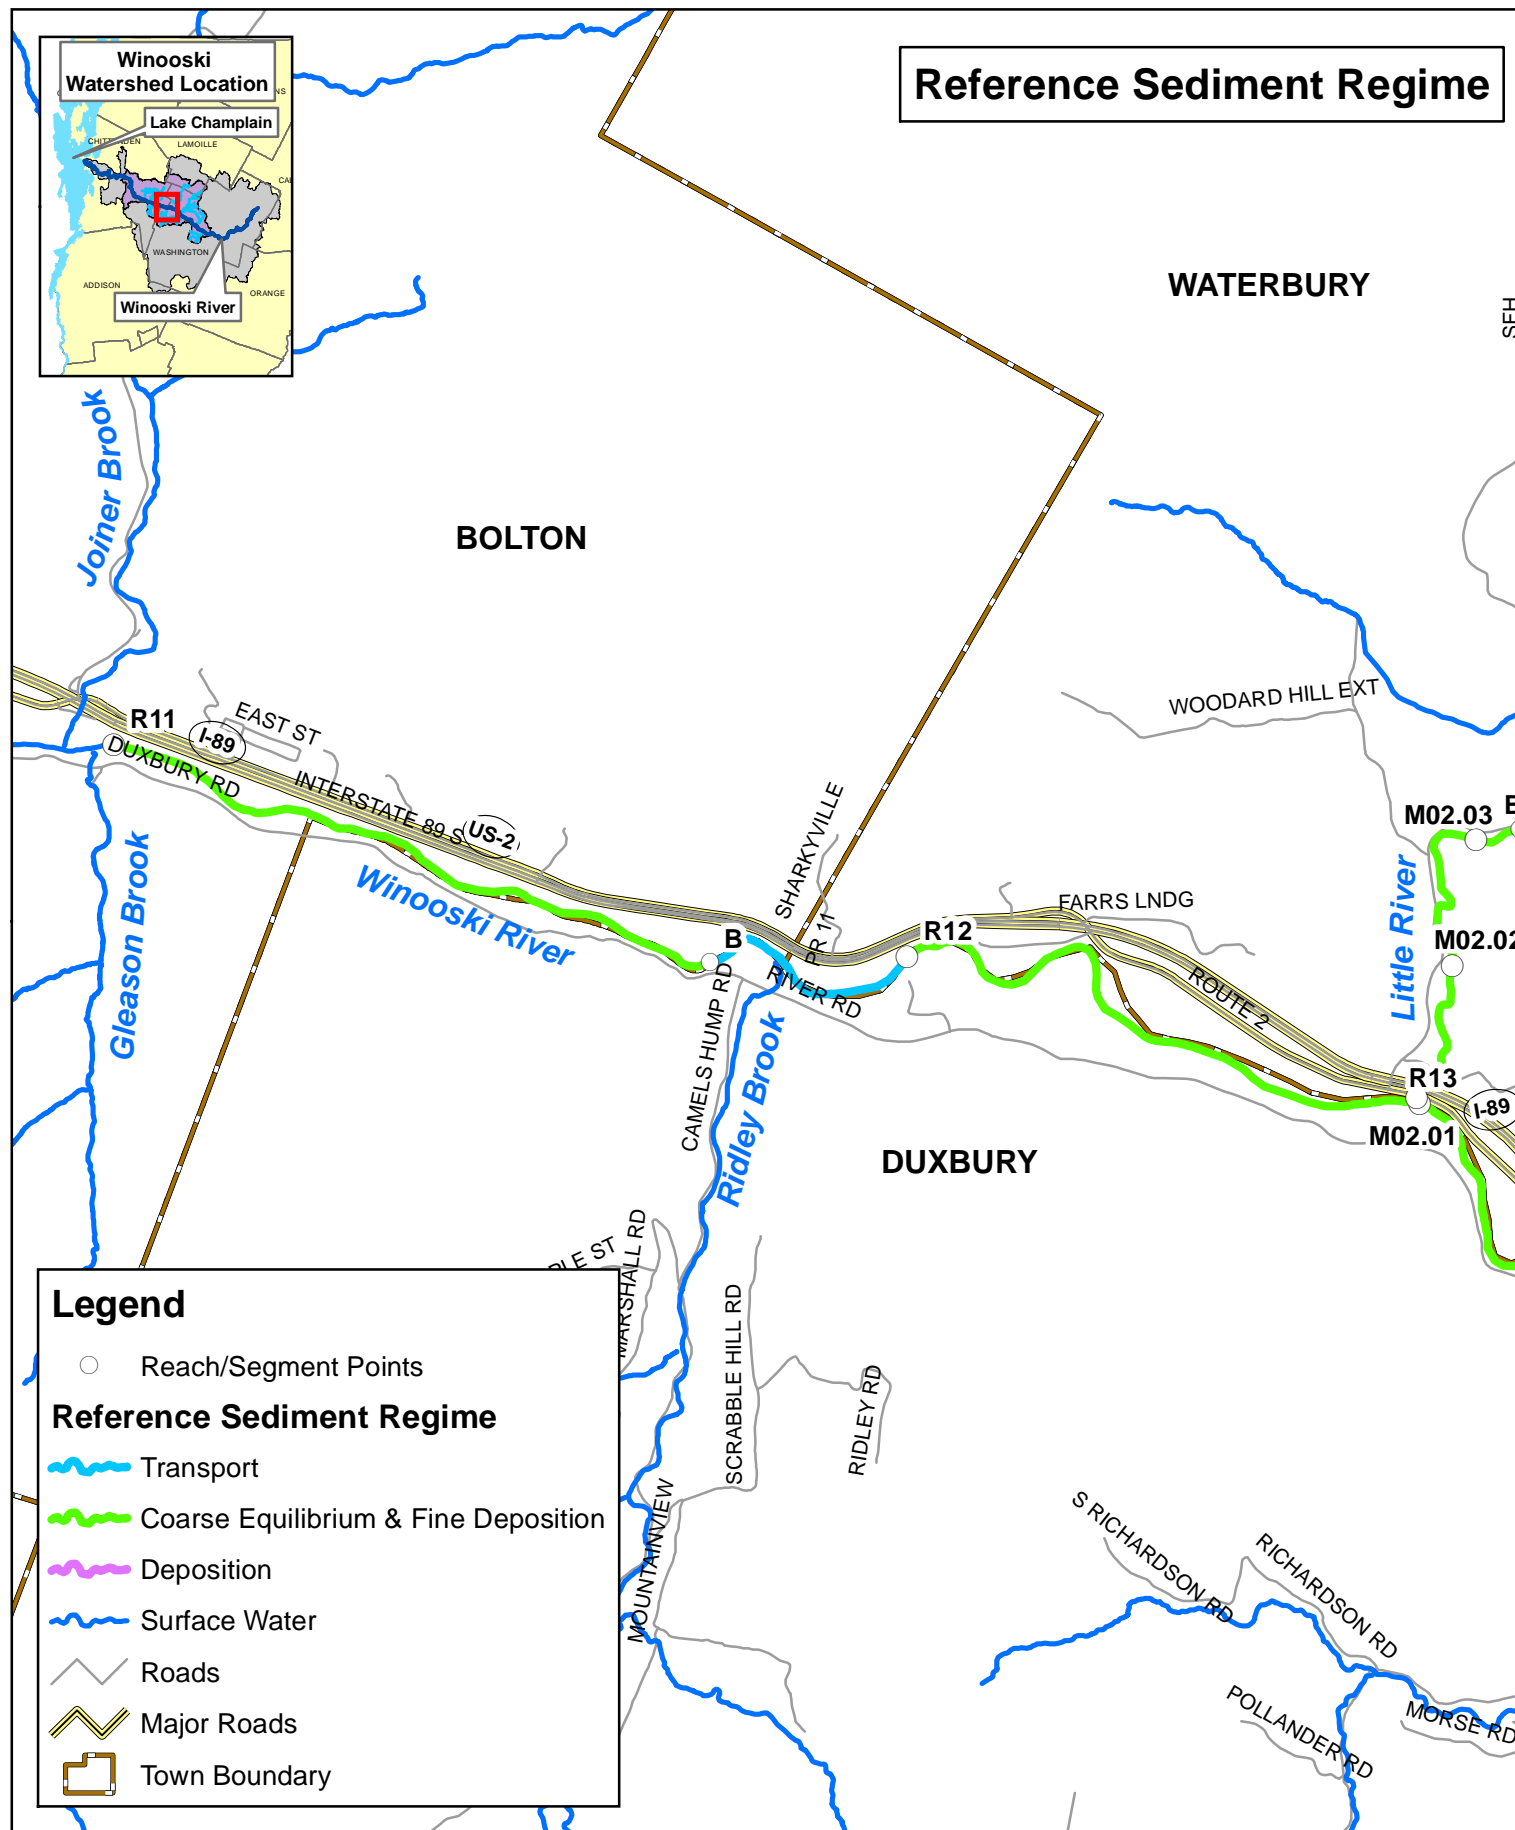 Winooski
Watershed Location
Lake Champlain
CHITTENDEN
LAMOILLE
WASHINGTON
ADDISON
ORANGE
Winooski River
Reference Sediment Regime
WATERBURY
BOLTON
Joiner Brook
WOODARD HILL EXT
R11
I-89
EAST ST
DUXBURY RD
INTERSTATE 89 S
US-2
SHARKYVILLE
M02.03
B
Gleason Brook
Winooski River
B
PR 11
R12
FARRS LNDG
Little River
M02.02
RIVER RD
ROUTE 2
CAMELS HUMP RD
Ridley Brook
R13
I-89
M02.01
DUXBURY
PLE ST
MARSHALL RD
SCRABBLE HILL RD
RIDLEY RD
MOUNTAINVIEW
S RICHARDSON RD
RICHARDSON RD
POLLANDER RD
MORSE RD
Legend
Reach/Segment Points
Reference Sediment Regime
Transport
Coarse Equilibrium & Fine Deposition
Deposition
Surface Water
Roads
Major Roads
Town Boundary